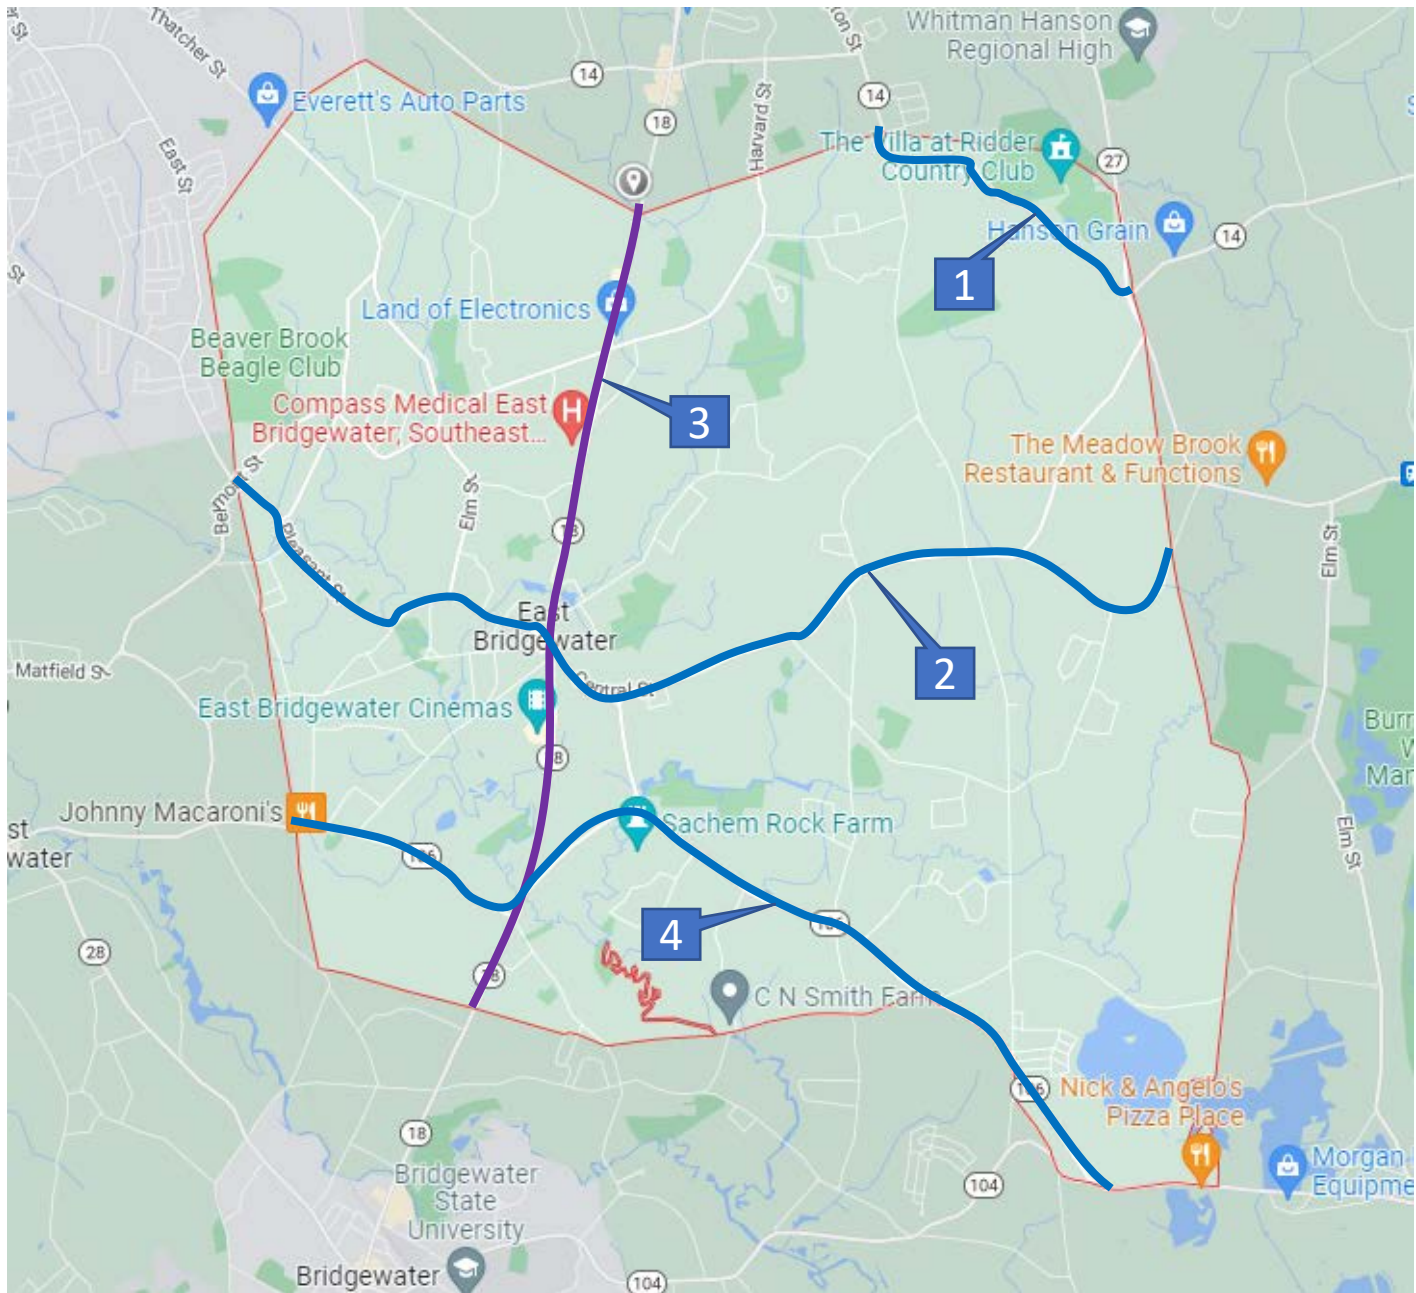 Thatcher St
Whitman Hanson
Regional High
14
Everett's Auto Parts
14
18
Harvard St
East St
The Villa at Ridder
Country Club
27
Hanson Grain
14
1
Land of Electronics
Beaver Brook
Beagle Club
Compass Medical East
Bridgewater; Southeast...
3
The Meadow Brook
Restaurant & Functions
Belmont St
Elm St
18
Pleasant St
Elm St
East
Bridgewater
2
Matfield S
Central St
East Bridgewater Cinemas
18
Johnny Macaroni's
Sachem Rock Farm
Elm St
st
water
106
4
106
28
18
C N Smith Farm
106
Nick & Angelo's
Pizza Place
18
Bridgewater
State
University
104
Morgan
Equipme
Bridgewater
104